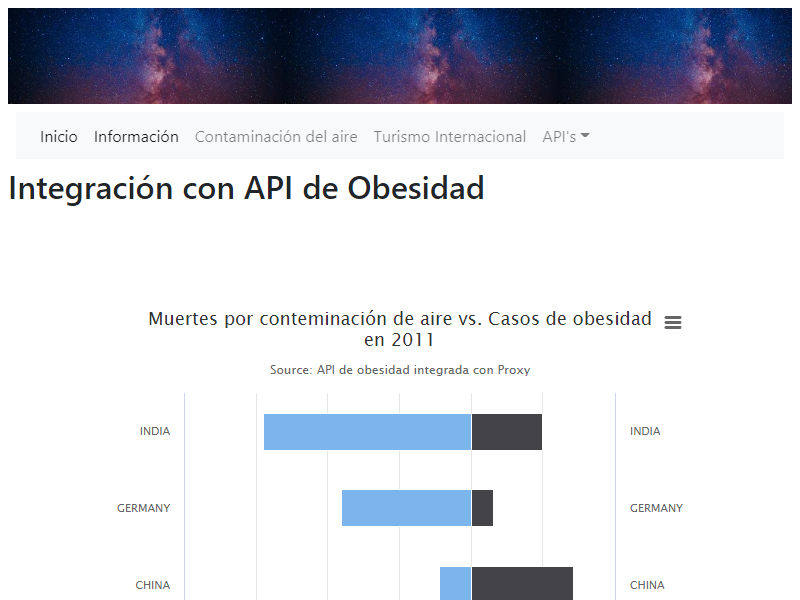 Inicio Información Contaminación del aire Turismo Internacional API's
Integración con API de Obesidad
Muertes por conteminación de aire vs. Casos de obesidad
en 2011
Source: API de obesidad integrada con Proxy
INDIA INDIA
GERMANY GERMANY
CHINA CHINA